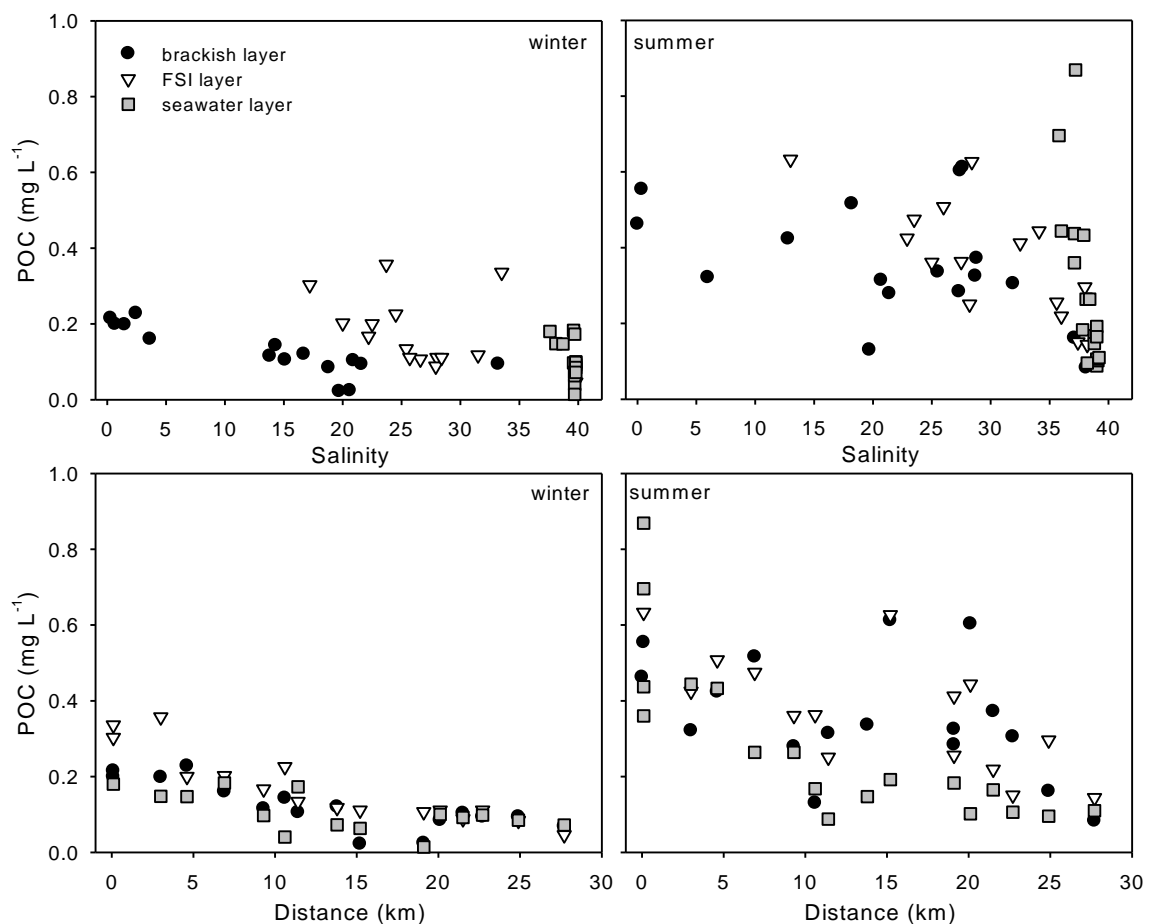 1.0
0.8
0.6
0.4
0.2
0.0
POC (mg L⁻¹)
winter
brackish layer
FSI layer
seawater layer
0 5 10 15 20 25 30 35 40
Salinity
summer
0 5 10 15 20 25 30 35 40
Salinity
1.0
0.8
0.6
0.4
0.2
0.0
POC (mg L⁻¹)
winter
0 5 10 15 20 25 30
Distance (km)
summer
0 5 10 15 20 25 30
Distance (km)